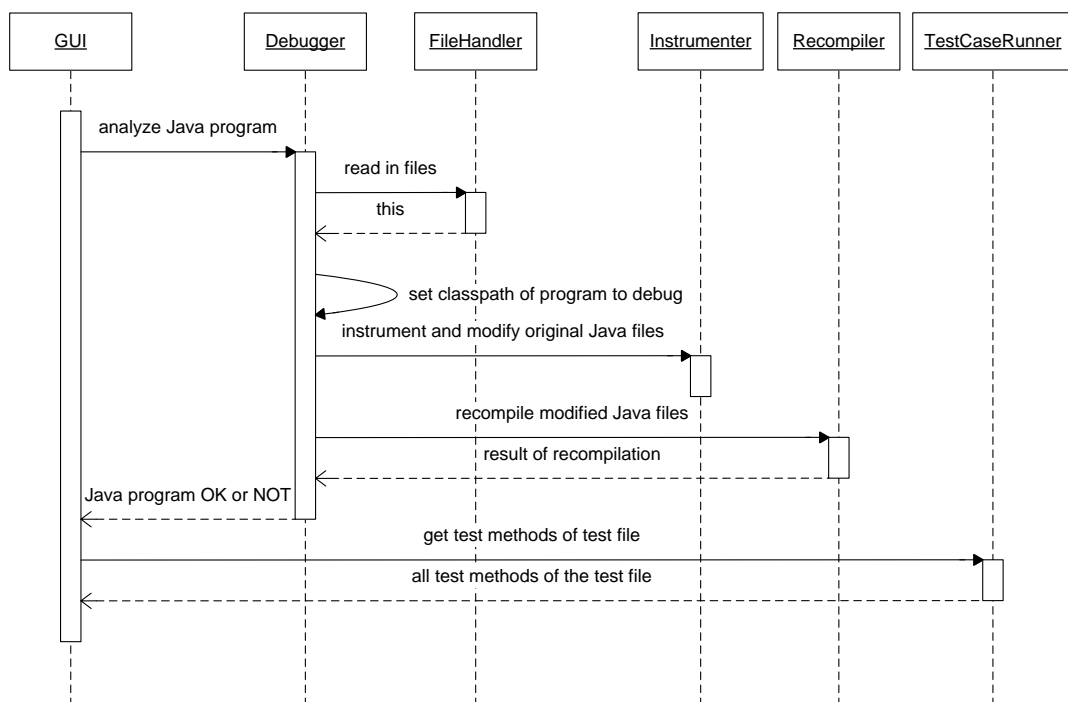 GUI
Debugger
FileHandler
Instrumenter
Recompiler
TestCaseRunner
analyze Java program
read in files
this
set classpath of program to debug
instrument and modify original Java files
recompile modified Java files
result of recompilation
Java program OK or NOT
get test methods of test file
all test methods of the test file